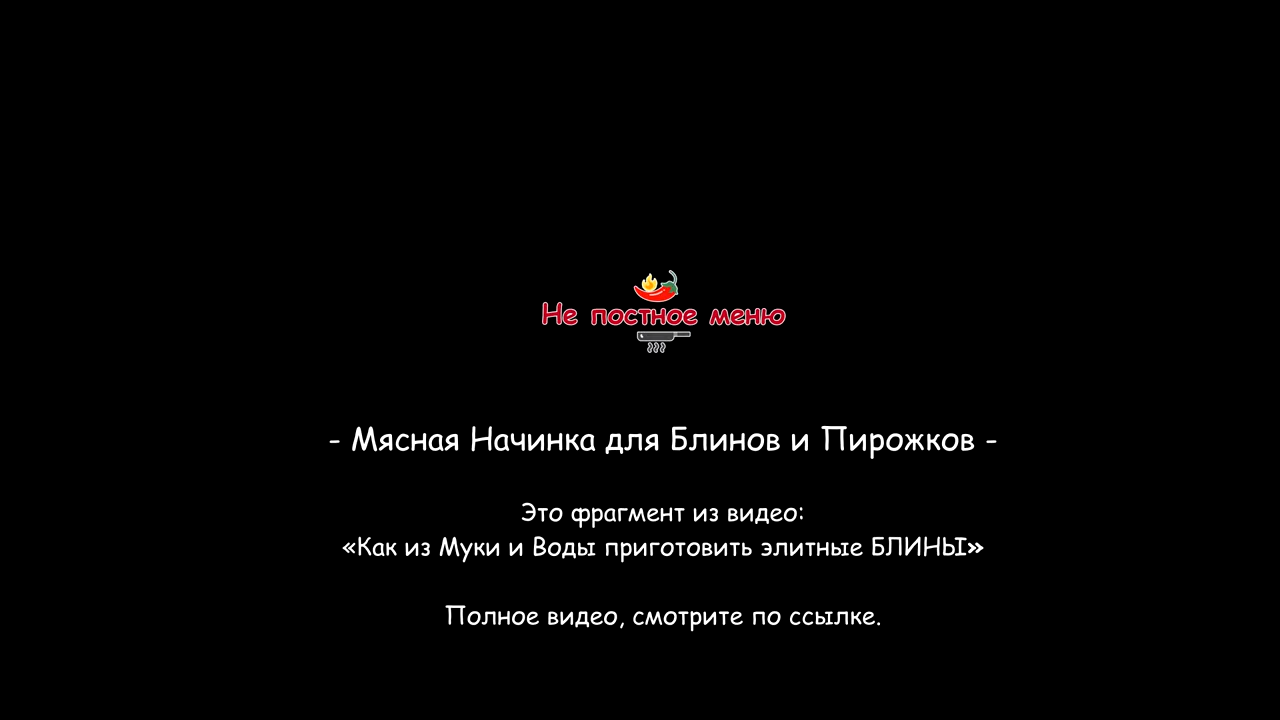 Не постное меню
- Мясная Начинка для Блинов и Пирожков -
Это фрагмент из видео:
«Как из Муки и Воды приготовить элитные БЛИНЫ»
Полное видео, смотрите по ссылке.